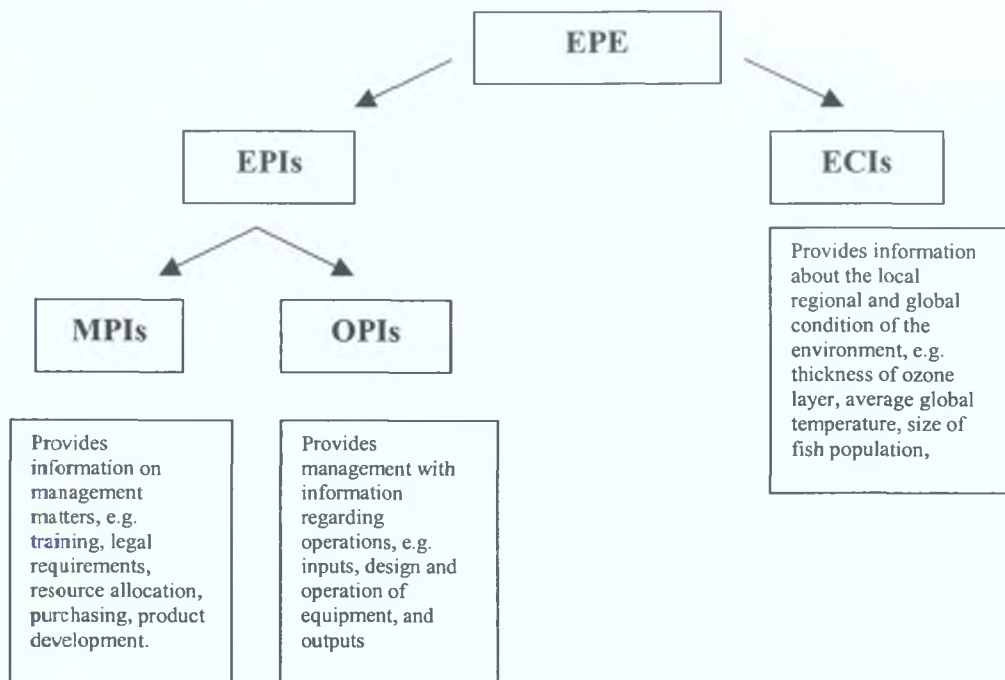 EPE
EPIs
ECIs
MPIs
OPIs
Provides information
about the local
regional and global
condition of the
environment, e.g.
thickness of ozone
layer, average global
temperature, size of
fish population,
Provides
information on
management
matters, e.g.
training, legal
requirements,
resource allocation,
purchasing, product
development.
Provides
management with
information
regarding
operations, e.g.
inputs, design and
operation of
equipment, and
outputs